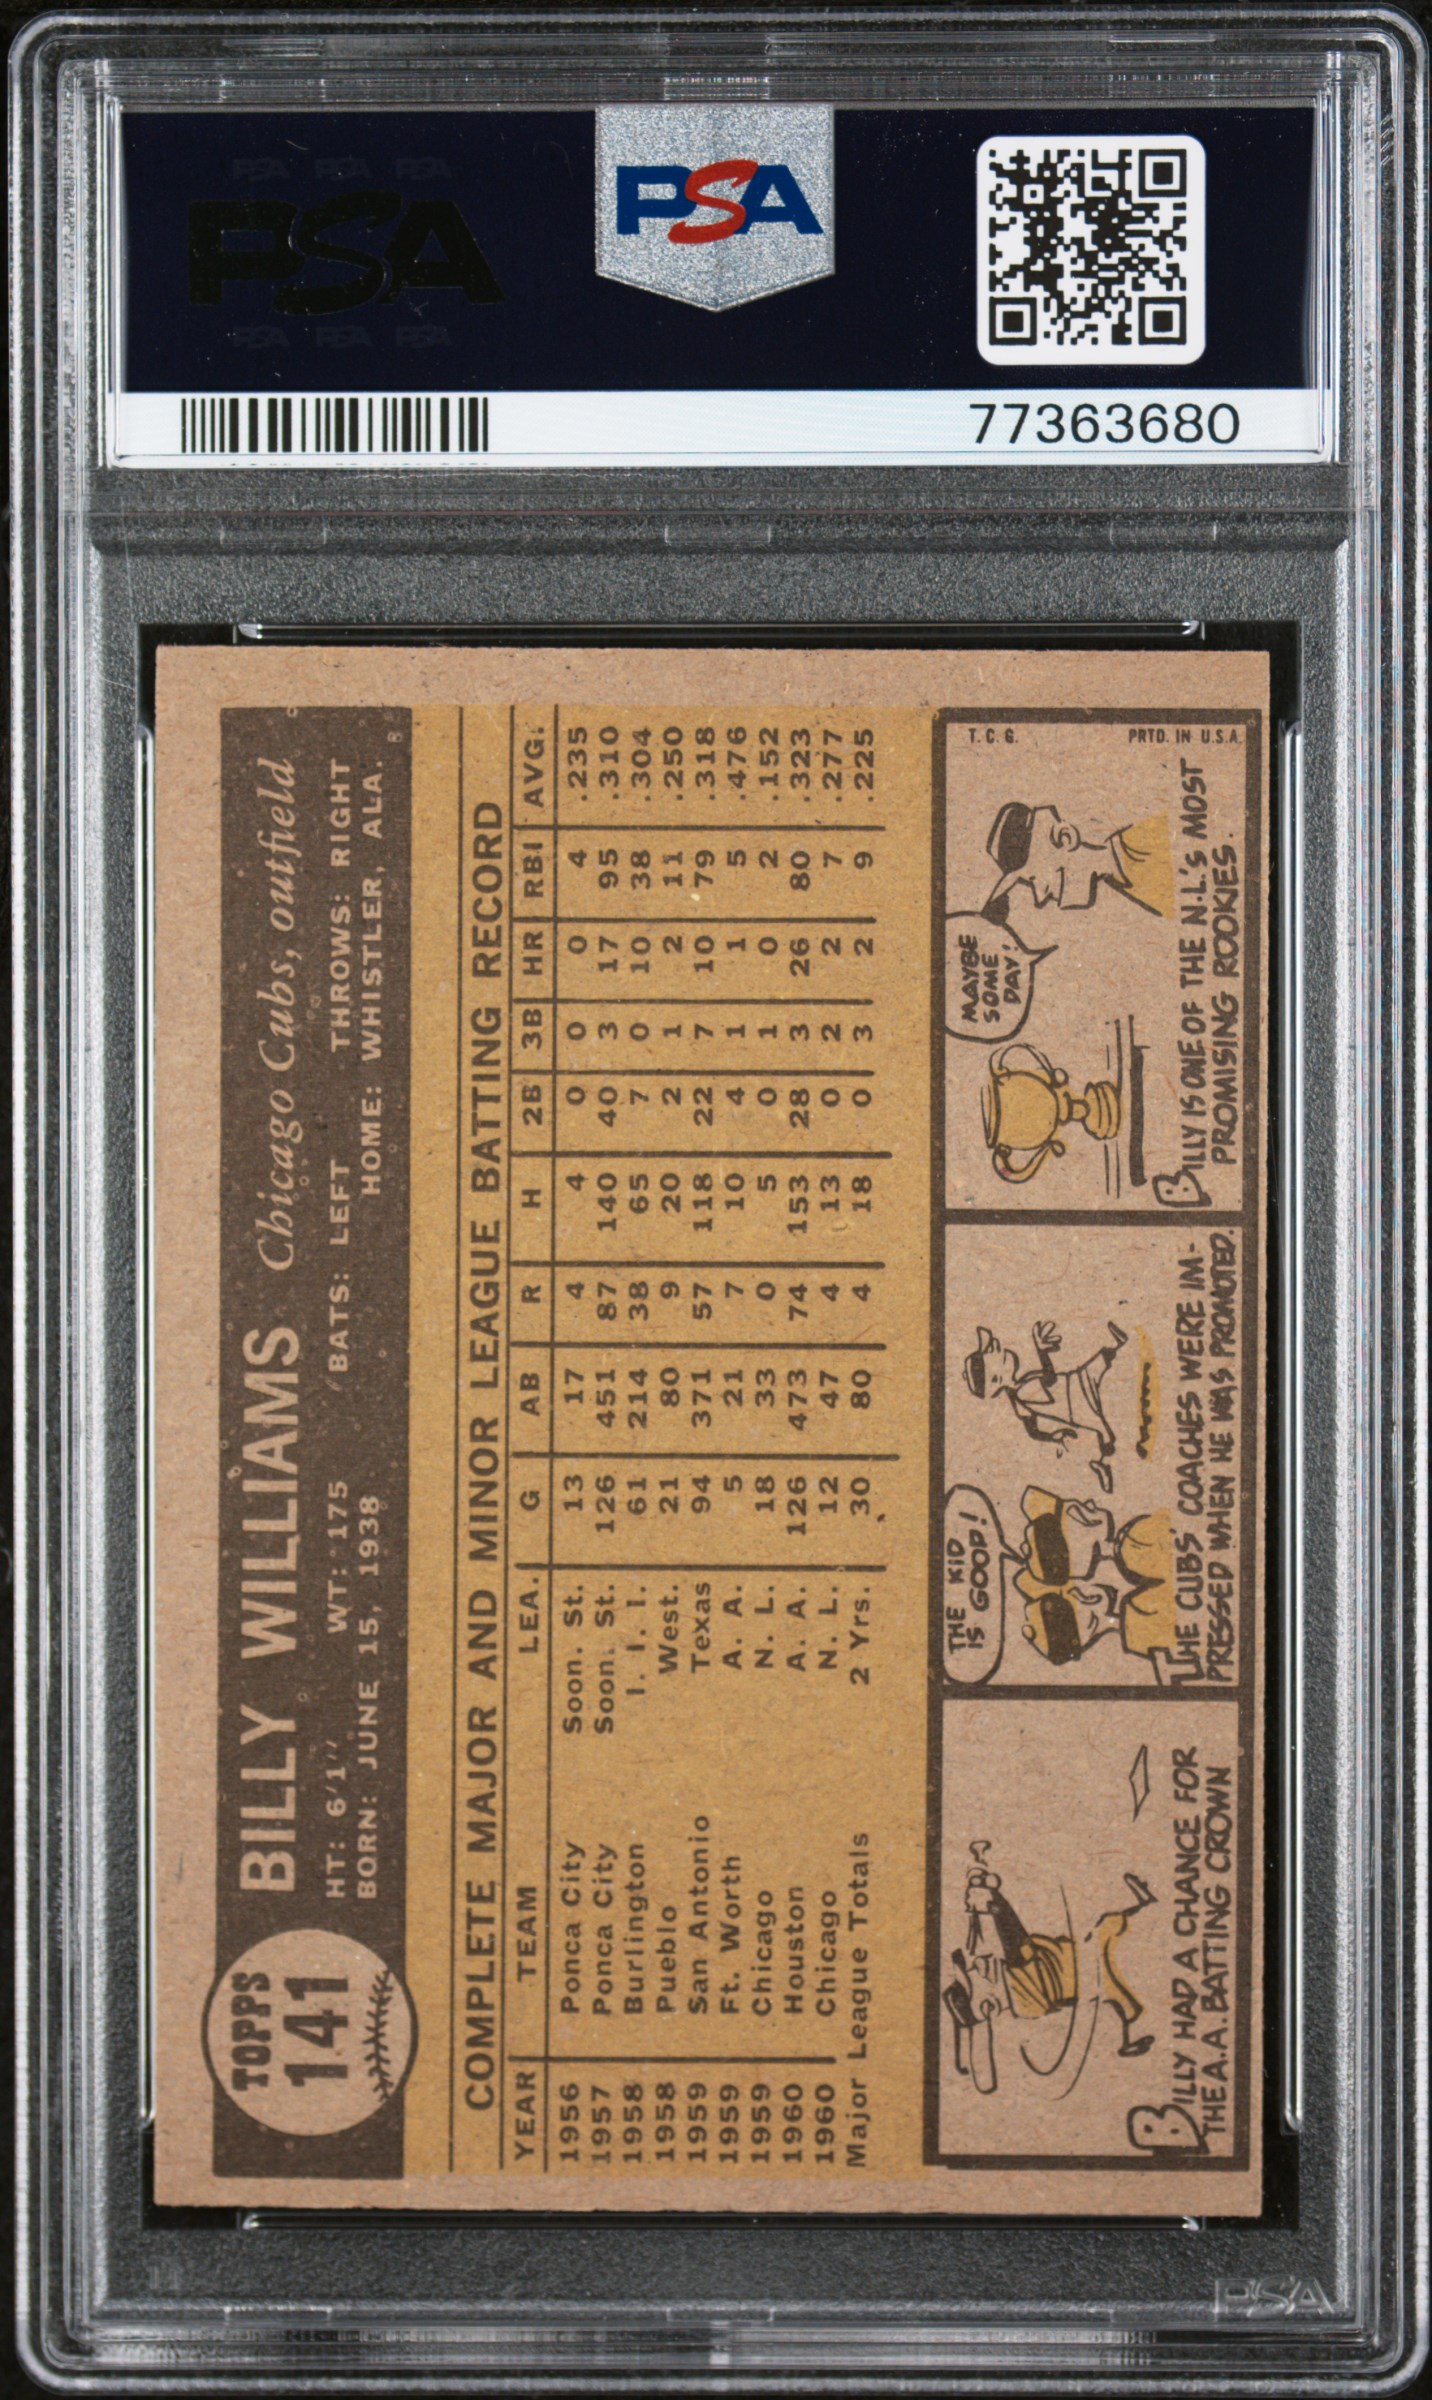 PSA PSA PSA
PSA
PSA PSA PSA
PSA
77363680
TOPPS
141
BILLY WILLIAMS Chicago Cubs, outfield
HT: 6'1" WT: 175 BATS: LEFT THROWS: RIGHT
BORN: JUNE 15, 1938 HOME: WHISTLER, ALA.
COMPLETE MAJOR AND MINOR LEAGUE BATTING RECORD
YEAR TEAM LEA. G AB R H 2B 3B HR RBI AVG.
1956 Ponca City Soon. St. 13 17 4 4 0 0 0 4 .235
1957 Ponca City Soon. St. 126 451 87 140 40 3 17 95 .310
1958 Burlington I. I. I. 61 214 38 65 7 0 10 38 .304
1958 Pueblo West. 21 80 9 20 2 1 2 11 .250
1959 San Antonio Texas 94 371 57 118 22 7 10 79 .318
1959 Ft. Worth A. A. 5 21 7 10 4 1 1 5 .476
1959 Chicago N. L. 18 33 0 5 0 1 0 2 .152
1960 Houston A. A. 126 473 74 153 28 3 26 80 .323
1960 Chicago N. L. 12 47 4 13 0 2 2 7 .277
Major League Totals 2 Yrs. 30 80 4 18 0 3 2 9 .225
BILLY HAD A CHANCE FOR
THE A.A. BATTING CROWN
THE KID
IS GOOD!
THE CUBS' COACHES WERE IM-
PRESSED WHEN HE WAS PROMOTED.
MAYBE
SOME
DAY!
T. C. G.
PRTD. IN U.S.A.
BILLY IS ONE OF THE N.L.'S MOST
PROMISING ROOKIES.
PSA